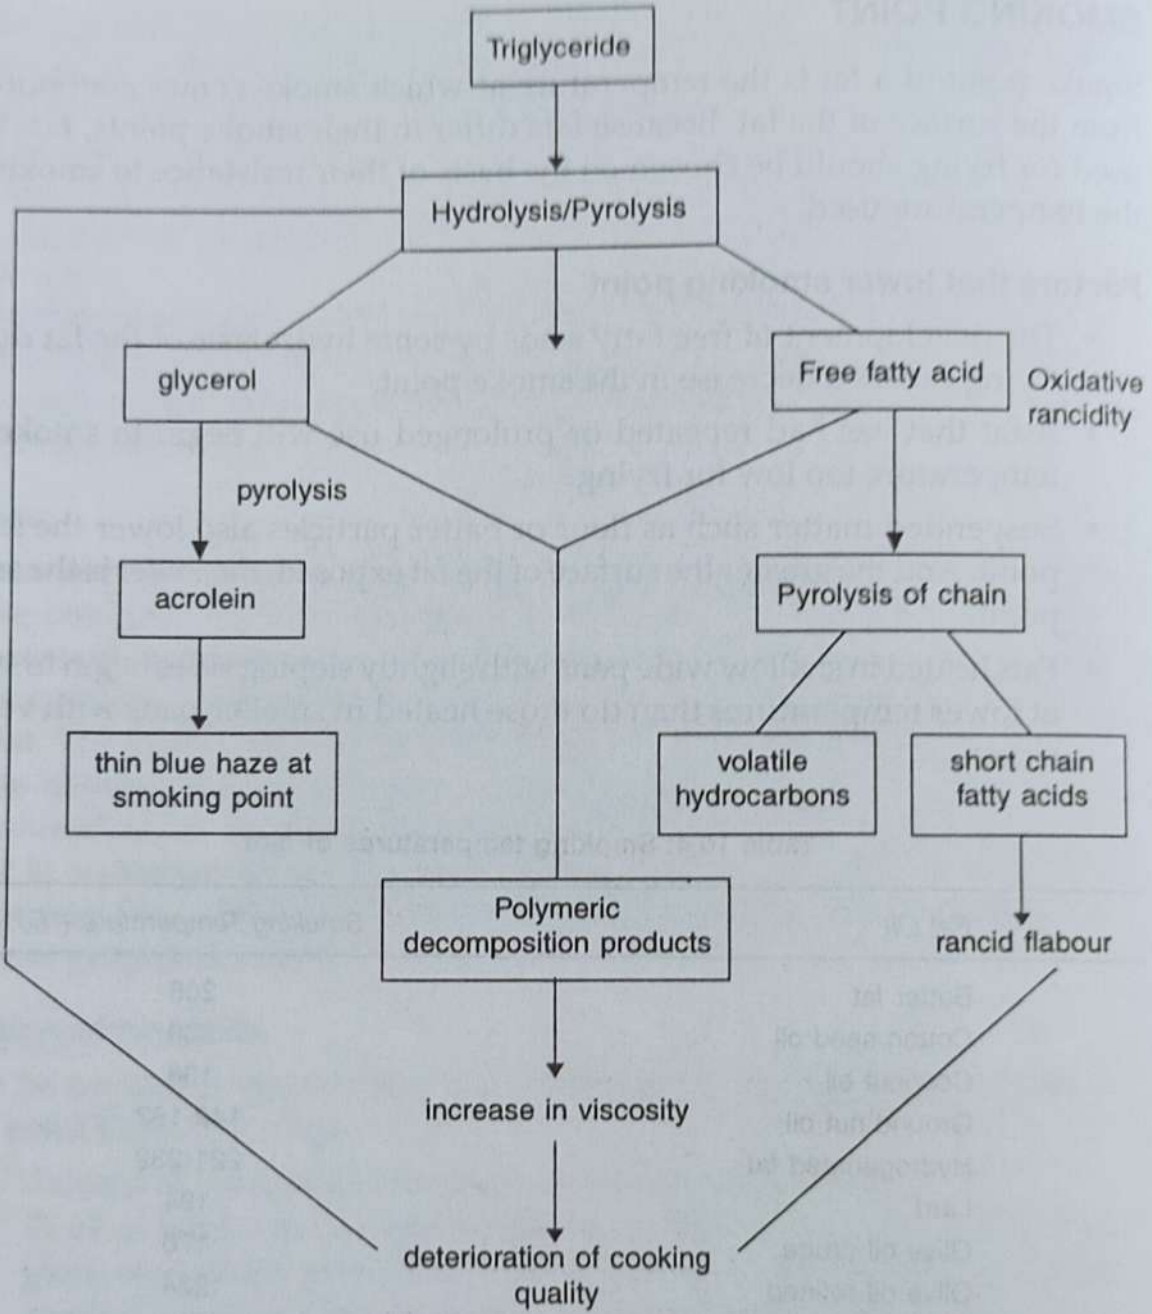 Triglyceride
Hydrolysis/Pyrolysis
glycerol
Free fatty acid
Oxidative
rancidity
pyrolysis
acrolein
Pyrolysis of chain
thin blue haze at
smoking point
volatile
hydrocarbons
short chain
fatty acids
Polymeric
decomposition products
rancid flabour
increase in viscosity
deterioration of cooking
quality